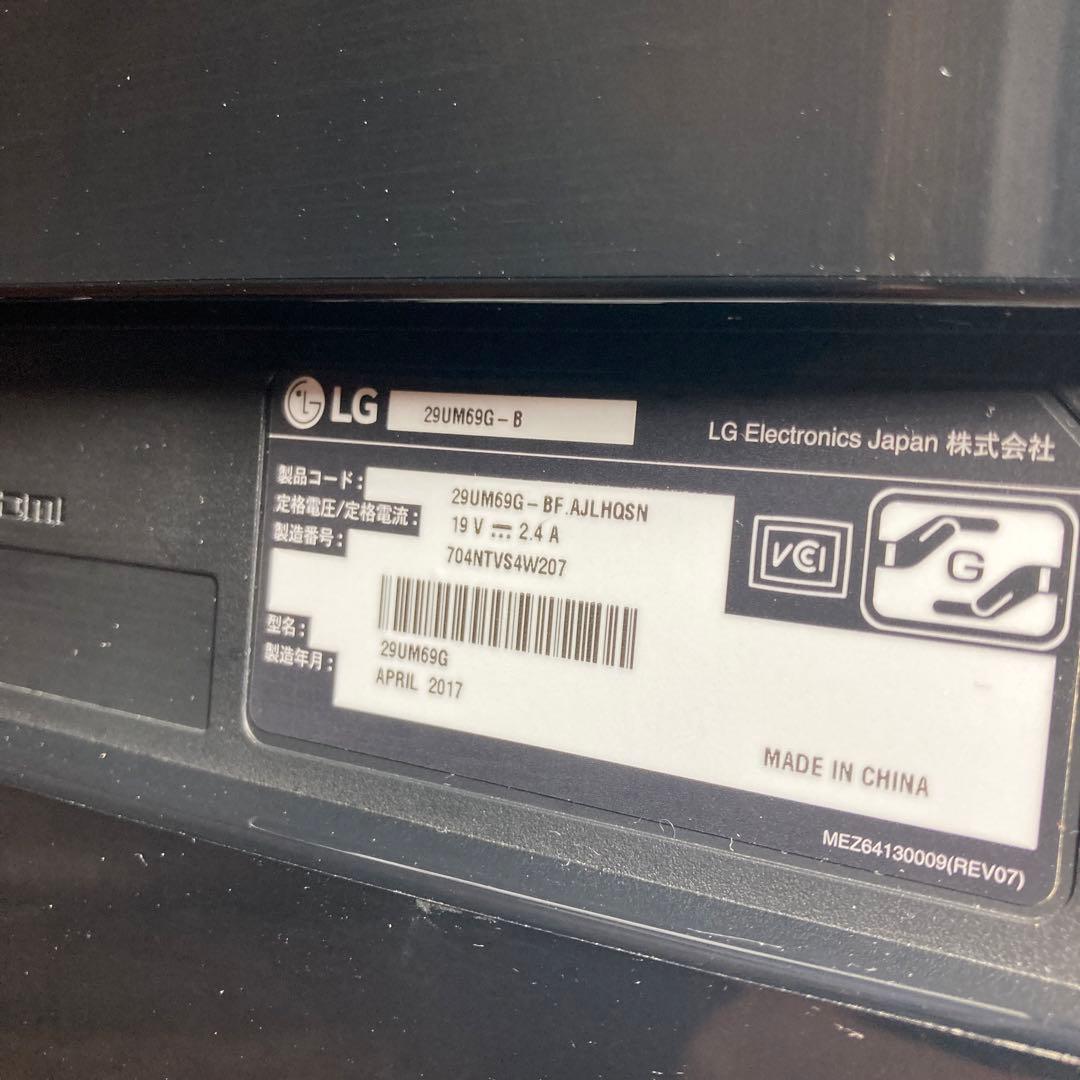 LG 29UM69G-B
LG Electronics Japan 株式会社
製品コード: 29UM69G-BF.AJLHQSN
定格電圧/定格電流: 19 V ⎓ 2.4 A
製造番号: 704NTVS4W207
型名: 29UM69G
製造年月: APRIL 2017
VCCI
G
MADE IN CHINA
MEZ64130009(REV07)